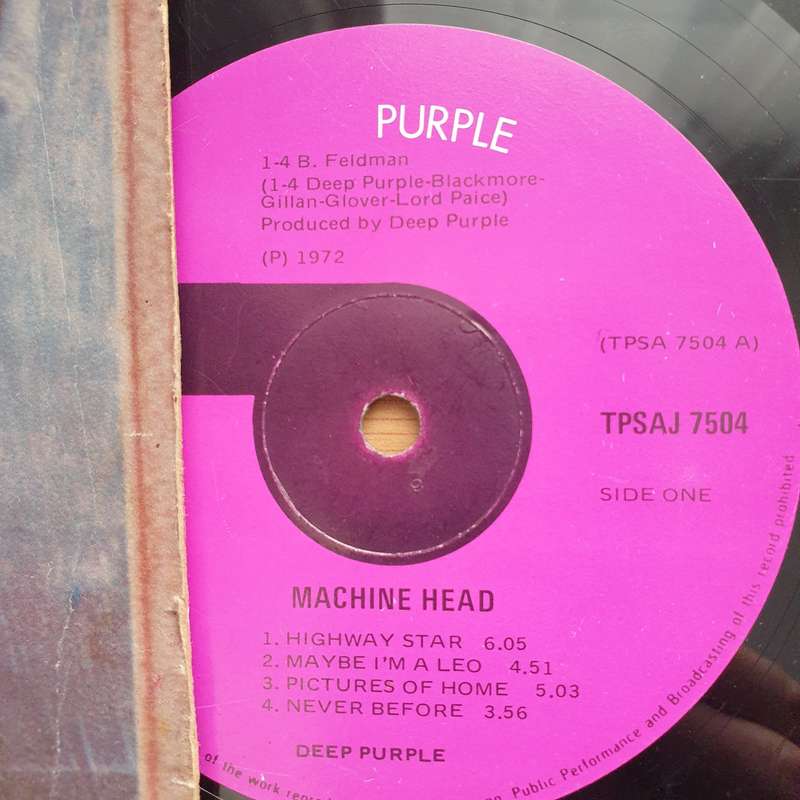 PURPLE
1-4 B. Feldman
(1-4 Deep Purple-Blackmore-
Gillan-Glover-Lord Paice)
Produced by Deep Purple
(P) 1972
(TPSA 7504 A)
TPSAJ 7504
SIDE ONE
MACHINE HEAD
1. HIGHWAY STAR 6.05
2. MAYBE I'M A LEO 4.51
3. PICTURES OF HOME 5.03
4. NEVER BEFORE 3.56
DEEP PURPLE
of the work Public Performance and Broadcasting of this record prohibited